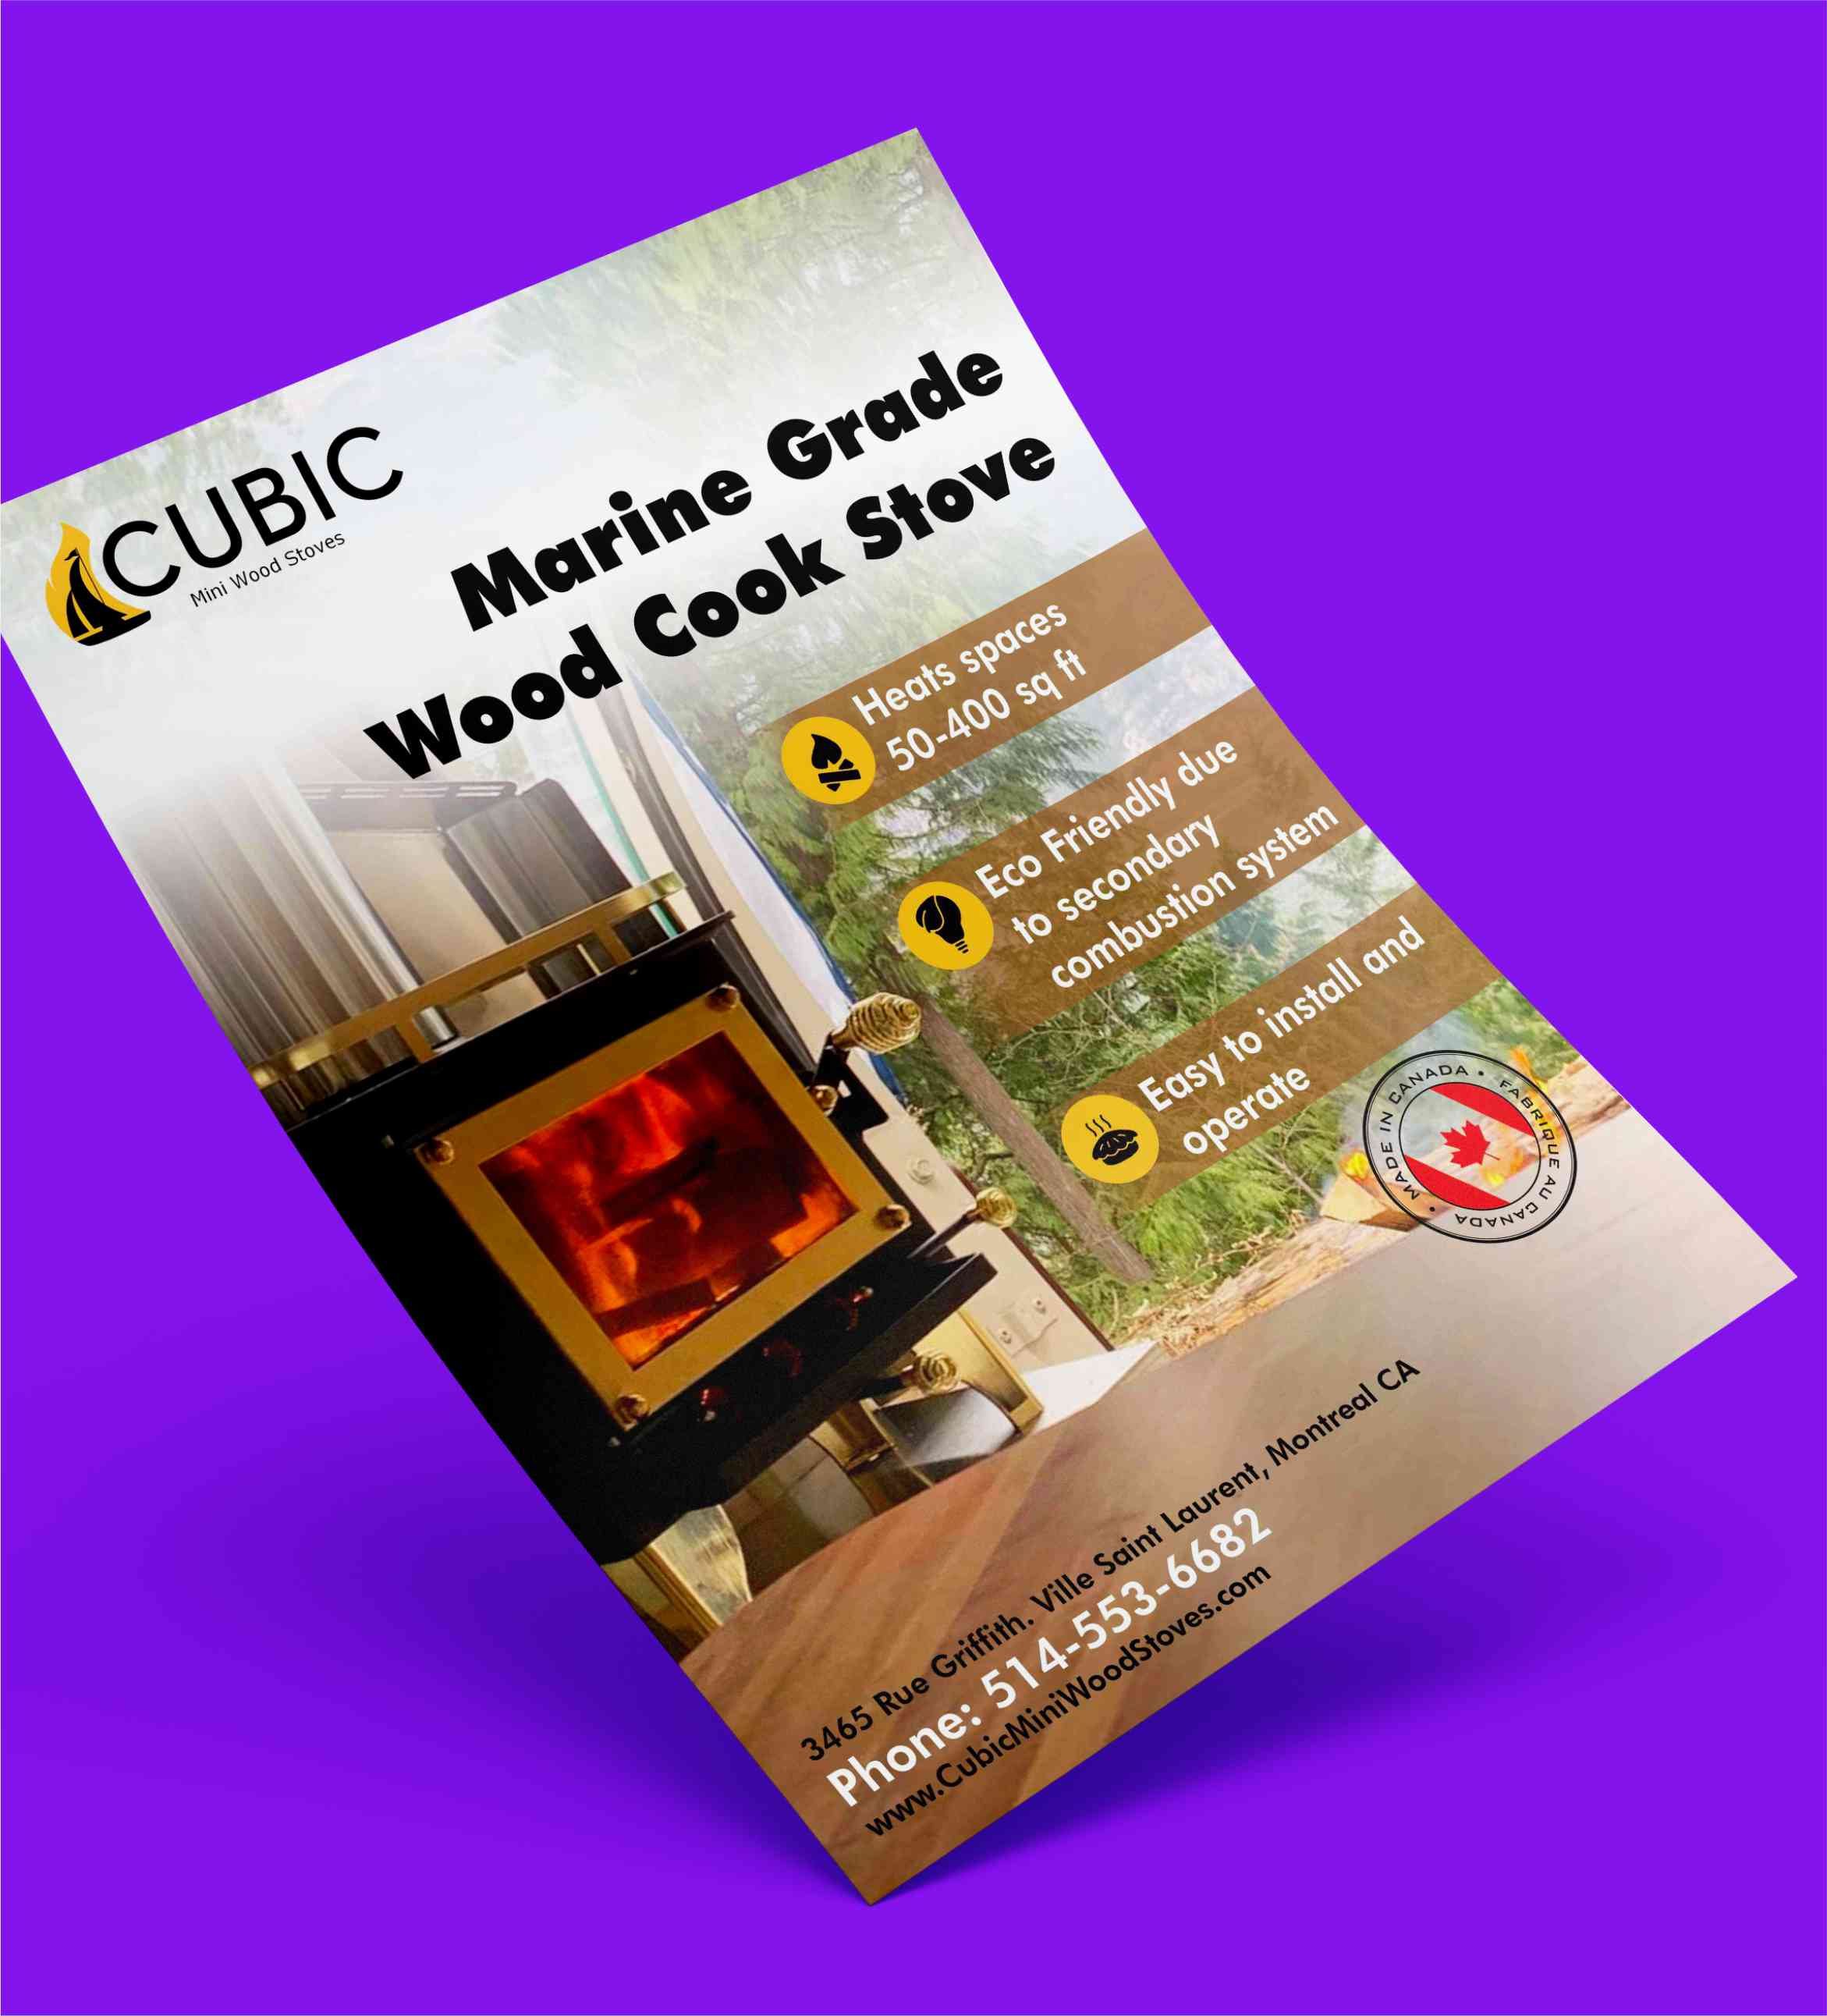 CUBIC
Mini Wood Stoves
Marine Grade
Wood Cook Stove
Heats spaces
50-400 sq ft
Eco Friendly due
to secondary
combustion system
Easy to install and
operate
• MADE IN CANADA • FABRIQUE AU CANADA
3465 Rue Griffith. Ville Saint Laurent, Montreal CA
Phone: 514-553-6682
www.CubicMiniWoodStoves.com